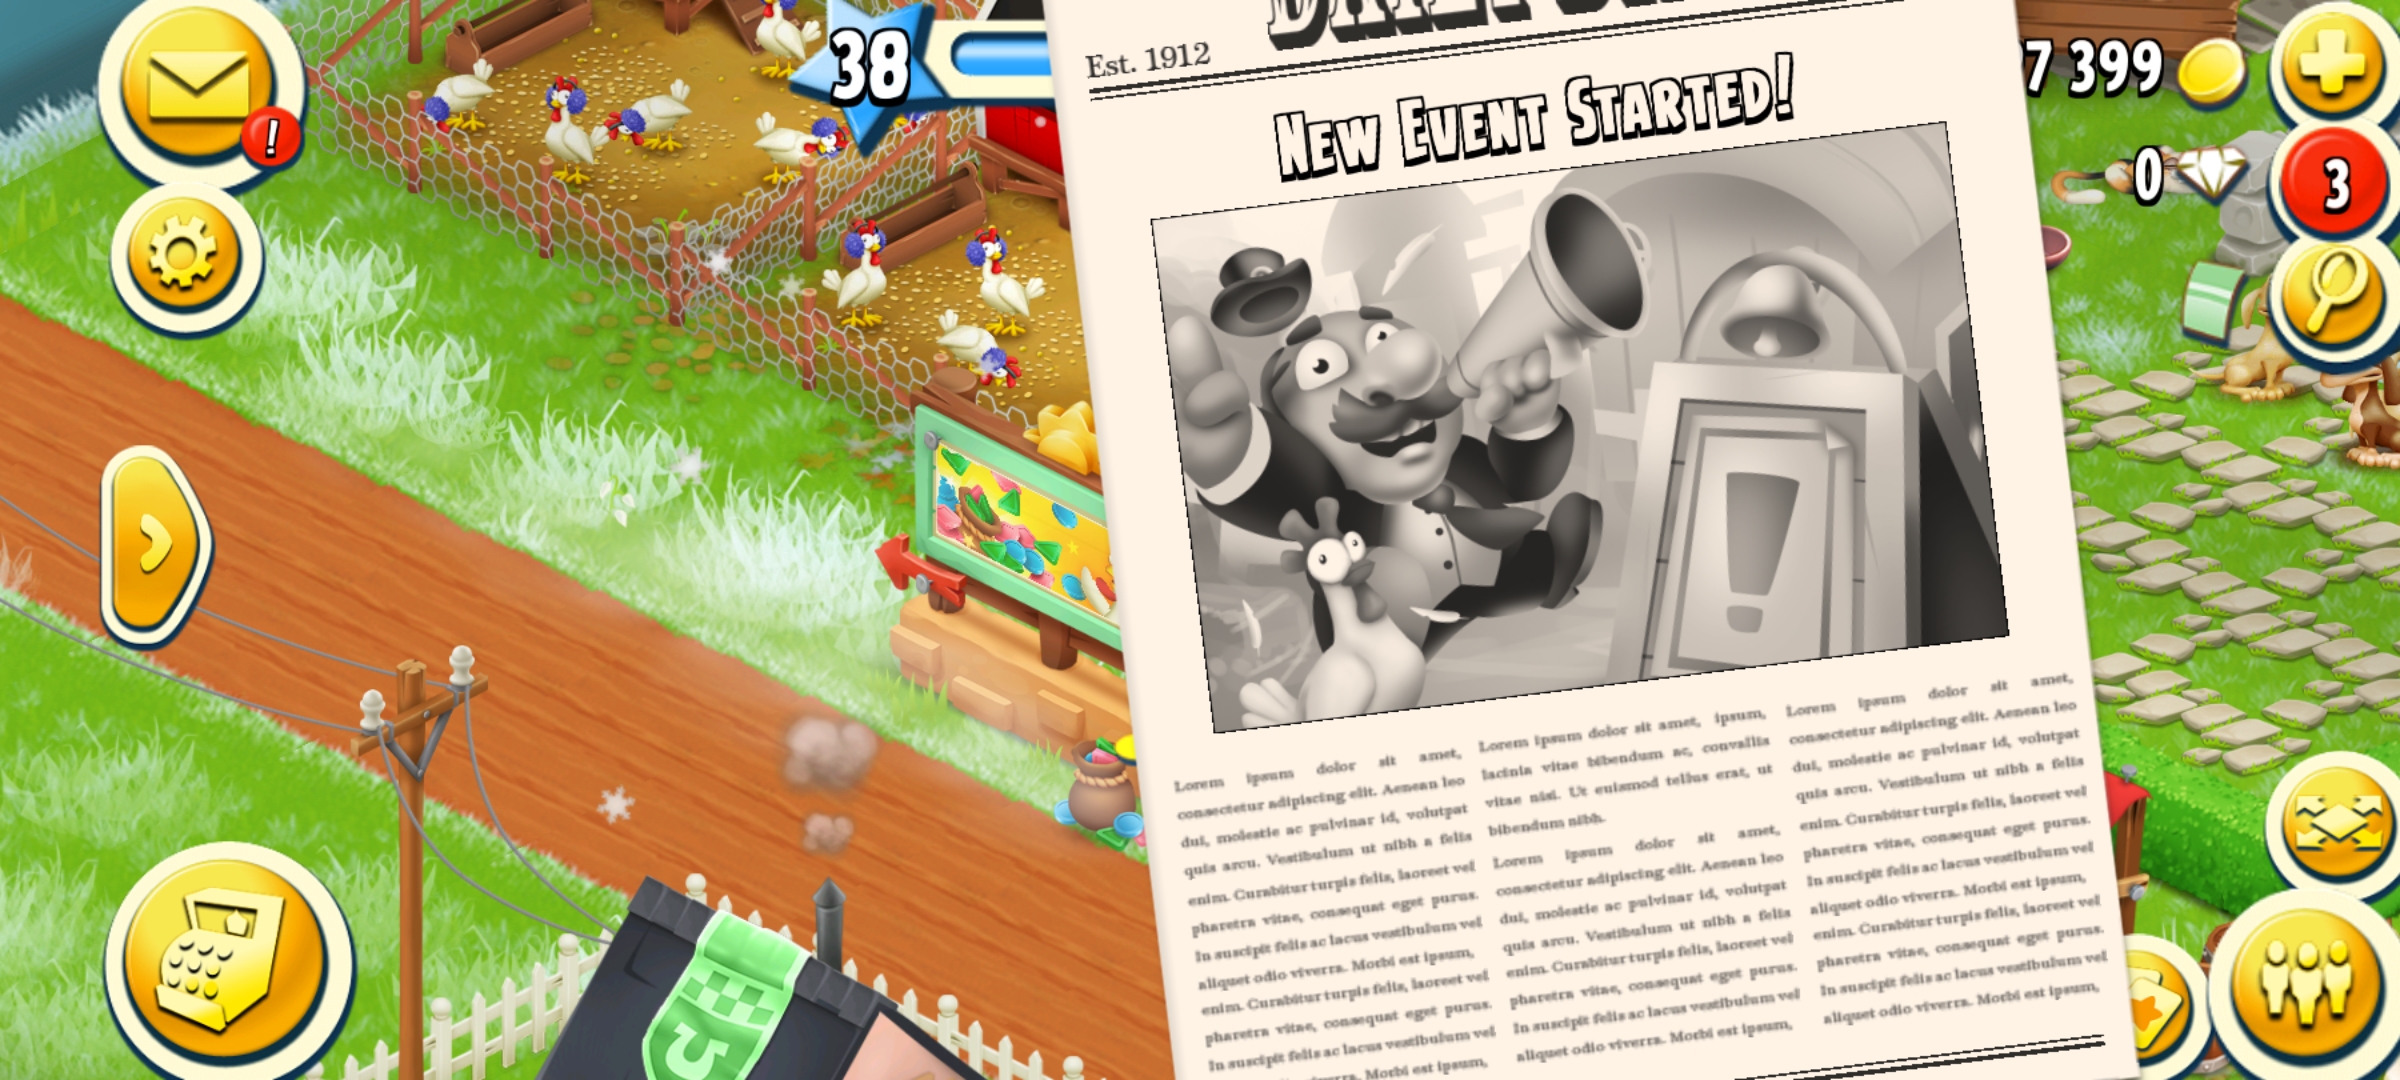 38
7 399
0
3
!
Est. 1912
NEW EVENT STARTED!
Lorem ipsum dolor sit amet,
consectetur adipiscing elit. Aenean leo
dui, molestie ac pulvinar id, volutpat
quis arcu. Vestibulum ut nibh a felis
enim. Curabitur turpis felis, laoreet vel
pharetra vitae, consequat eget purus.
In suscipit felis ac lacus vestibulum vel
aliquet odio viverra. Morbi est ipsum,
enim. Curabitur turpis felis, laoreet vel
pharetra vitae, consequat eget purus.
In suscipit felis ac lacus vestibulum vel
viverra. Morbi est ipsum,
Lorem ipsum dolor sit amet, ipsum,
lacinia vitae bibendum ac, convallis
vitae nisi. Ut euismod tellus erat, ut
bibendum nibh.
Lorem ipsum dolor sit amet,
consectetur adipiscing elit. Aenean leo
dui, molestie ac pulvinar id, volutpat
quis arcu. Vestibulum ut nibh a felis
enim. Curabitur turpis felis, laoreet vel
pharetra vitae, consequat eget purus.
In suscipit felis ac lacus vestibulum vel
aliquet odio viverra. Morbi est ipsum,
Lorem ipsum dolor sit amet,
consectetur adipiscing elit. Aenean leo
dui, molestie ac pulvinar id, volutpat
quis arcu. Vestibulum ut nibh a felis
enim. Curabitur turpis felis, laoreet vel
pharetra vitae, consequat eget purus.
In suscipit felis ac lacus vestibulum vel
aliquet odio viverra. Morbi est ipsum,
enim. Curabitur turpis felis, laoreet vel
pharetra vitae, consequat eget purus.
In suscipit felis ac lacus vestibulum vel
aliquet odio viverra. Morbi est ipsum,